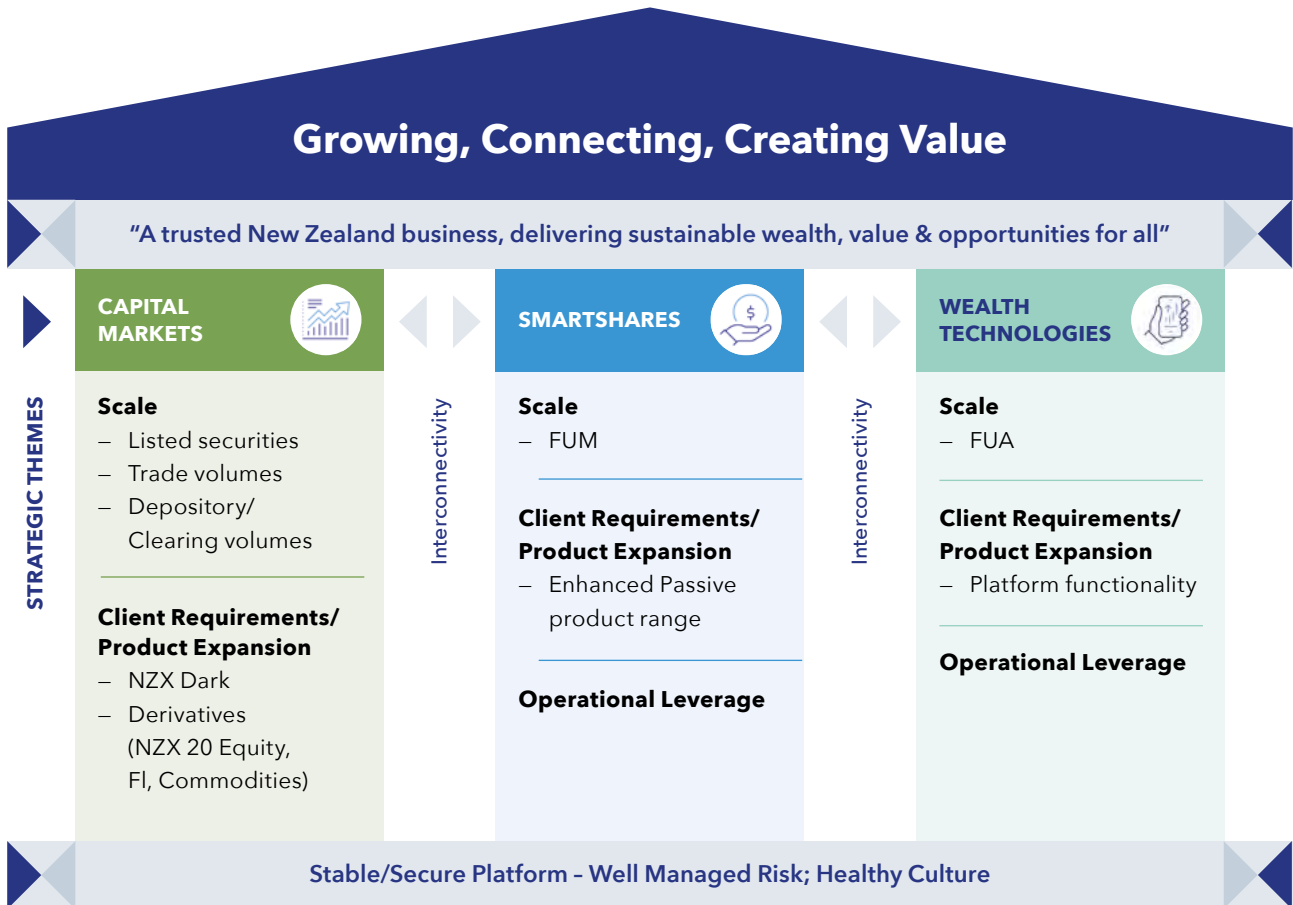 Growing, Connecting, Creating Value
“A trusted New Zealand business, delivering sustainable wealth, value & opportunities for all”
STRATEGIC THEMES
CAPITAL
MARKETS
Scale
– Listed securities
– Trade volumes
– Depository/
Clearing volumes
Client Requirements/
Product Expansion
– NZX Dark
– Derivatives
(NZX 20 Equity,
FI, Commodities)
Interconnectivity
SMARTSHARES
$
Scale
– FUM
Client Requirements/
Product Expansion
– Enhanced Passive
product range
Operational Leverage
Interconnectivity
WEALTH
TECHNOLOGIES
Scale
– FUA
Client Requirements/
Product Expansion
– Platform functionality
Operational Leverage
Stable/Secure Platform – Well Managed Risk; Healthy Culture